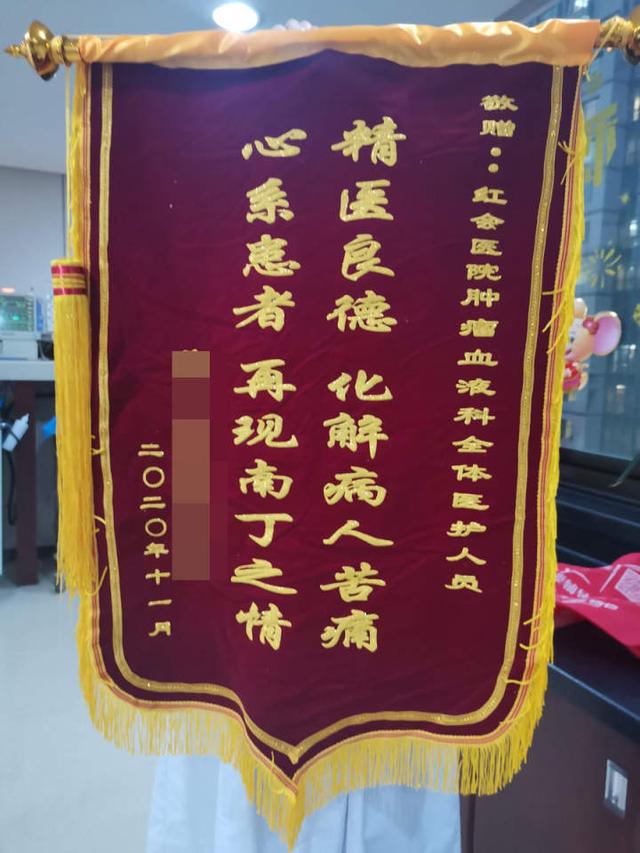 敬赠：红会医院肿瘤血液科全体医护人员
精医良德 化解病人苦痛
心系患者 再现南丁之情
二〇二〇年十一月